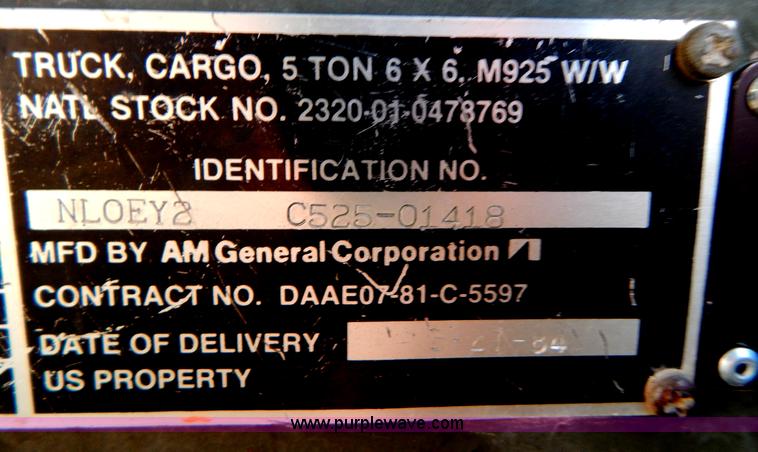 TRUCK, CARGO, 5 TON 6 X 6, M925 W/W
NATL STOCK NO. 2320-01-0478769
IDENTIFICATION NO.
NLOEY2 C525-01418
MFD BY AM General Corporation
CONTRACT NO. DAAE07-81-C-5597
DATE OF DELIVERY
US PROPERTY
www.purplewave.com